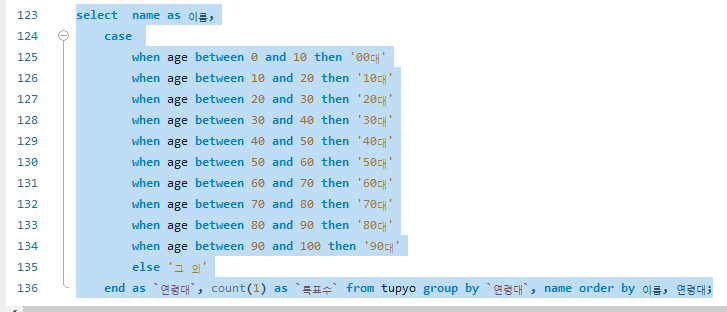 123 select  name as 이름,
124 case
125 when age between 0 and 10 then '00대'
126 when age between 10 and 20 then '10대'
127 when age between 20 and 30 then '20대'
128 when age between 30 and 40 then '30대'
129 when age between 40 and 50 then '40대'
130 when age between 50 and 60 then '50대'
131 when age between 60 and 70 then '60대'
132 when age between 70 and 80 then '70대'
133 when age between 80 and 90 then '80대'
134 when age between 90 and 100 then '90대'
135 else '그 외'
136 end as `연령대`, count(1) as `득표수` from tupyo group by `연령대`, name order by 이름, 연령대;